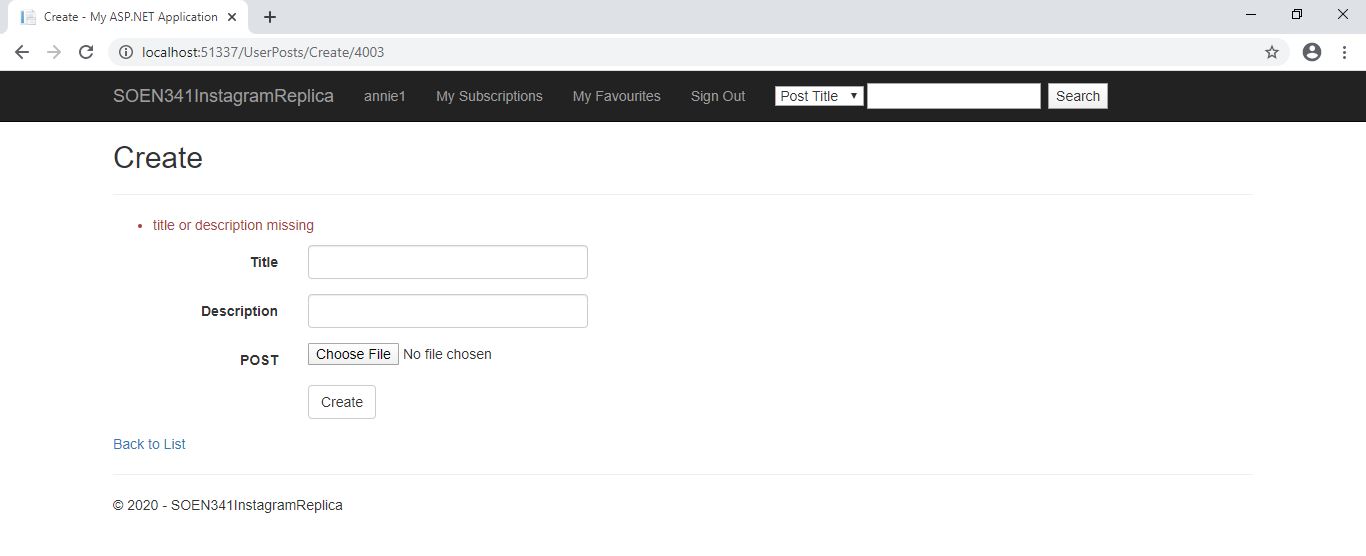 Create - My ASP.NET Application
localhost:51337/UserPosts/Create/4003
SOEN341InstagramReplica annie1 My Subscriptions My Favourites Sign Out Post Title Search
Create
title or description missing
Title
Description
POST Choose File No file chosen
Create
Back to List
© 2020 - SOEN341InstagramReplica